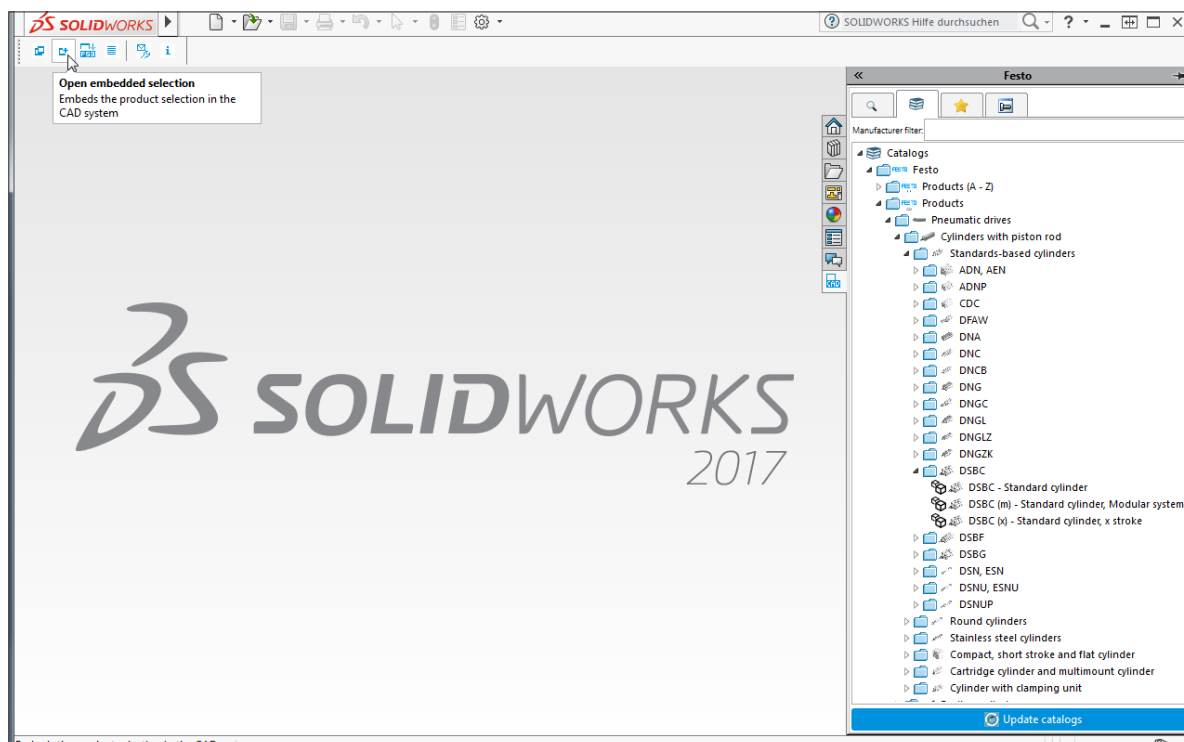 SOLIDWORKS
SOLIDWORKS Hilfe durchsuchen
?
Open embedded selection
Embeds the product selection in the
CAD system
Festo
Manufacturer filter:
Catalogs
Festo
Products (A - Z)
Products
Pneumatic drives
Cylinders with piston rod
Standards-based cylinders
ADN, AEN
ADNP
CDC
DFAW
DNA
DNC
DNCB
DNG
DNGC
DNGL
DNGLZ
DNGZK
DSBC
DSBC - Standard cylinder
DSBC (m) - Standard cylinder, Modular system
DSBC (x) - Standard cylinder, x stroke
DSBF
DSBG
DSN, ESN
DSNU, ESNU
DSNUP
Round cylinders
Stainless steel cylinders
Compact, short stroke and flat cylinder
Cartridge cylinder and multimount cylinder
Cylinder with clamping unit
Update catalogs
SOLIDWORKS
2017